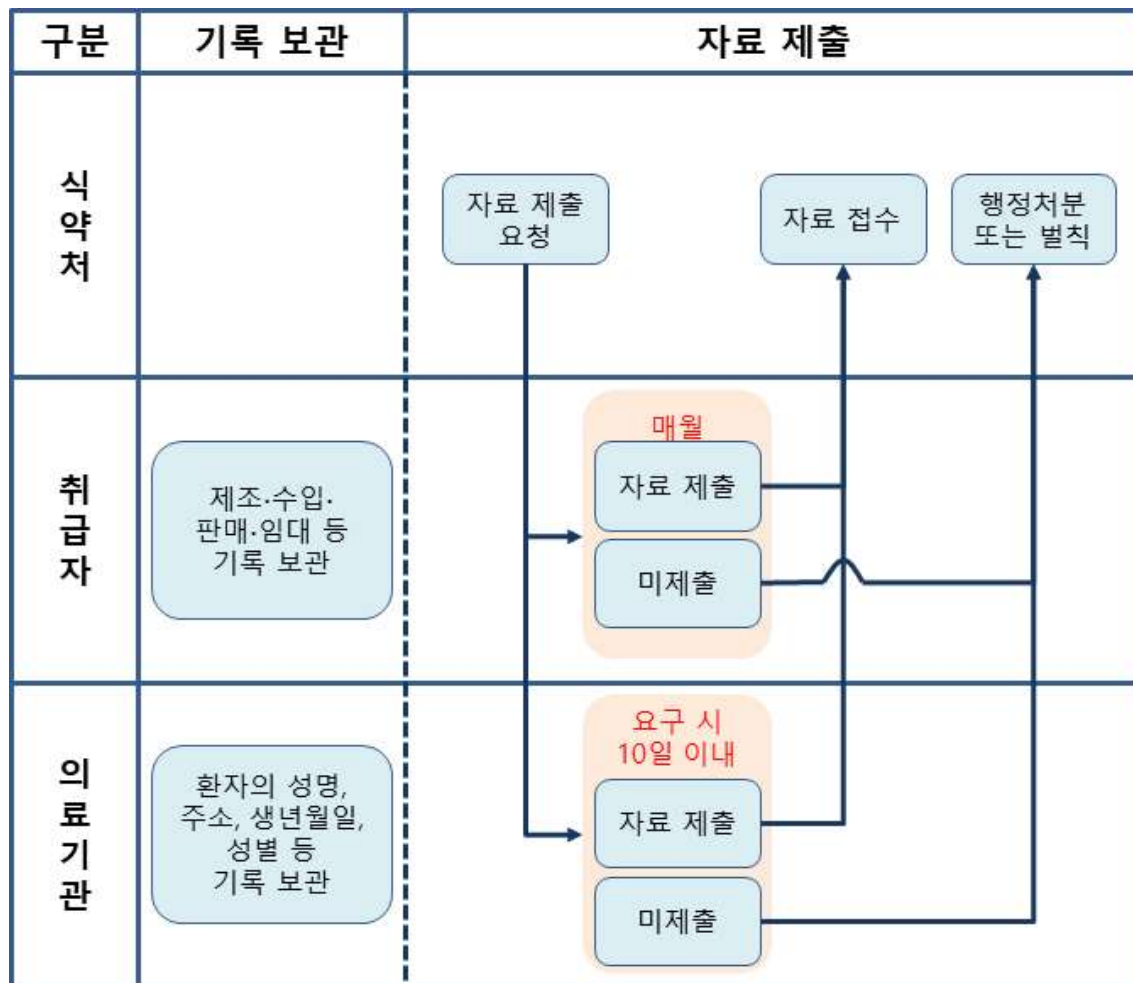 구분
기록 보관
자료 제출
식약처
자료 제출
요청
자료 접수
행정처분
또는 벌칙
취급자
제조·수입·
판매·임대 등
기록 보관
매월
자료 제출
미제출
의료기관
환자의 성명,
주소, 생년월일,
성별 등
기록 보관
요구 시
10일 이내
자료 제출
미제출